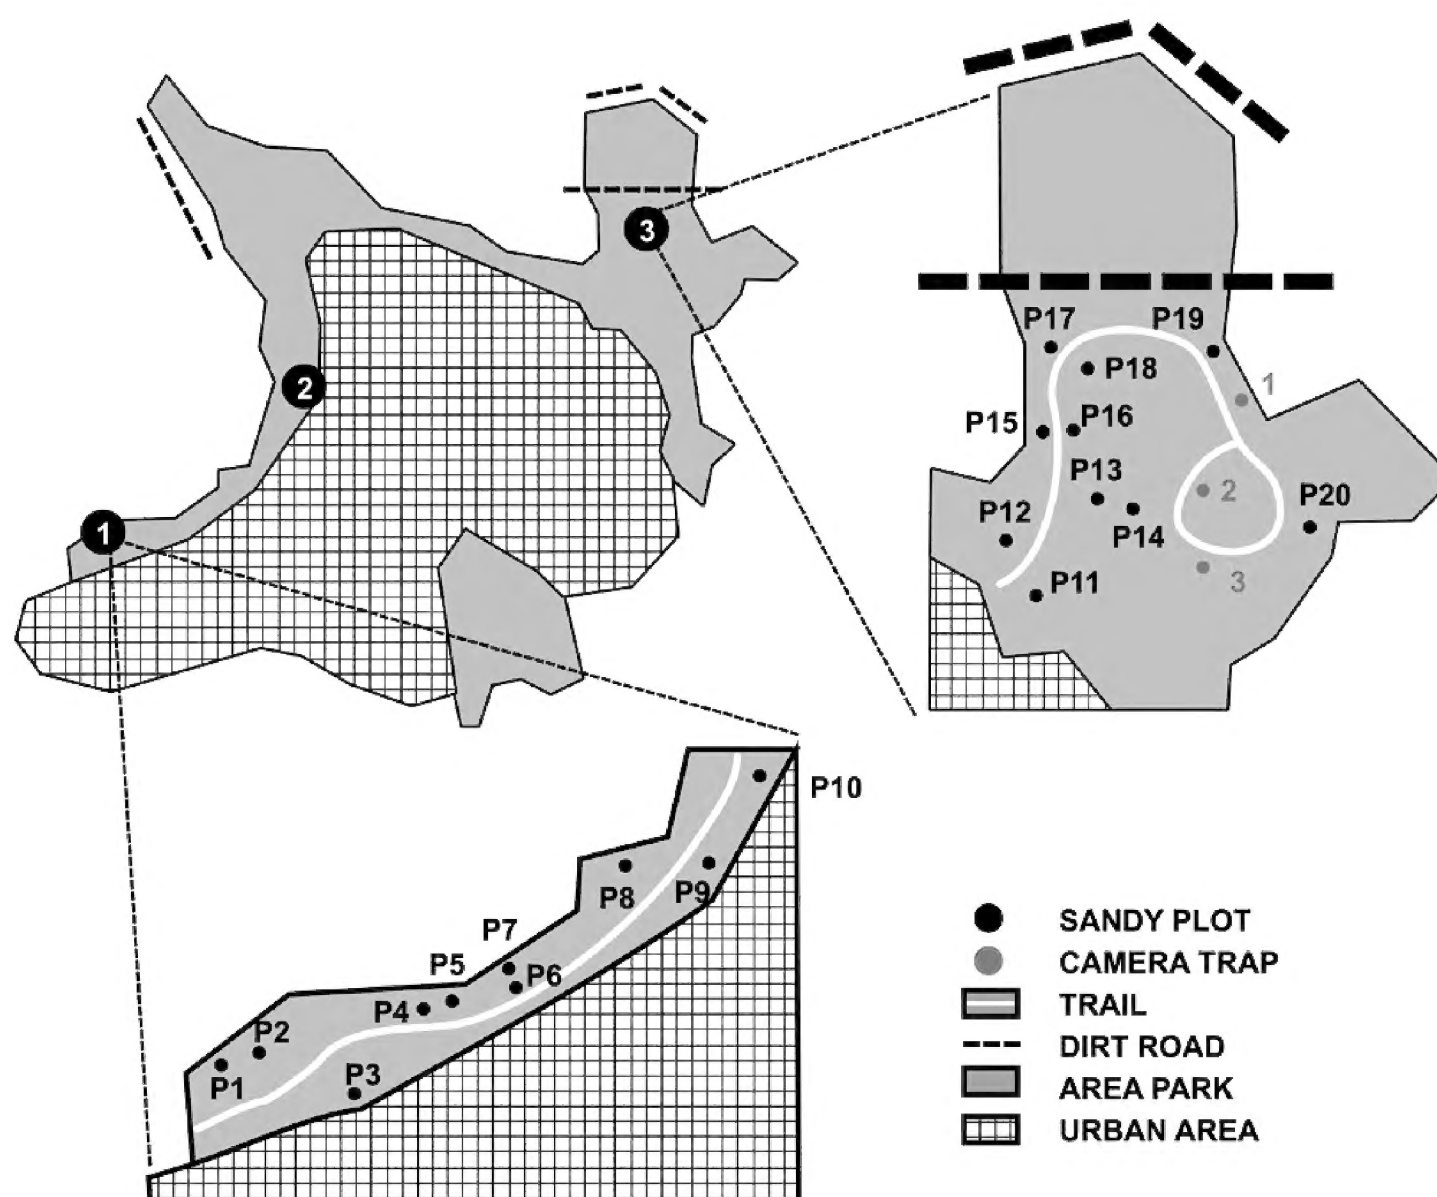 3
2
1
P17
P19
P18
1
P15
P16
P13
2
P20
P12
P14
P11
3
P10
P8
P9
P7
P5
P6
P4
P2
P1
P3
SANDY PLOT
CAMERA TRAP
TRAIL
DIRT ROAD
AREA PARK
URBAN AREA